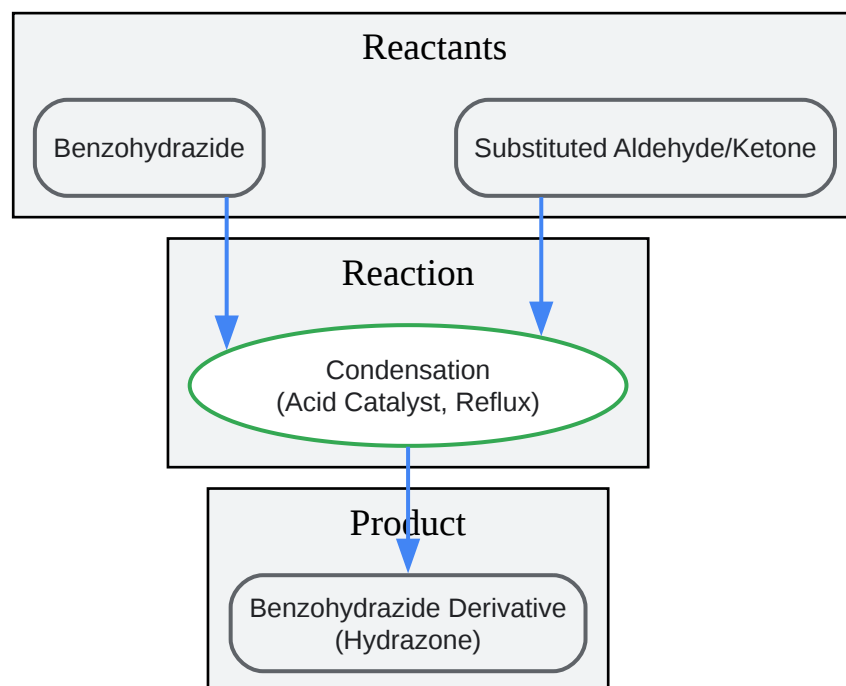 Reactants
Benzohydrazide
Substituted Aldehyde/Ketone
Reaction
Condensation
(Acid Catalyst, Reflux)
Product
Benzohydrazide Derivative
(Hydrazone)